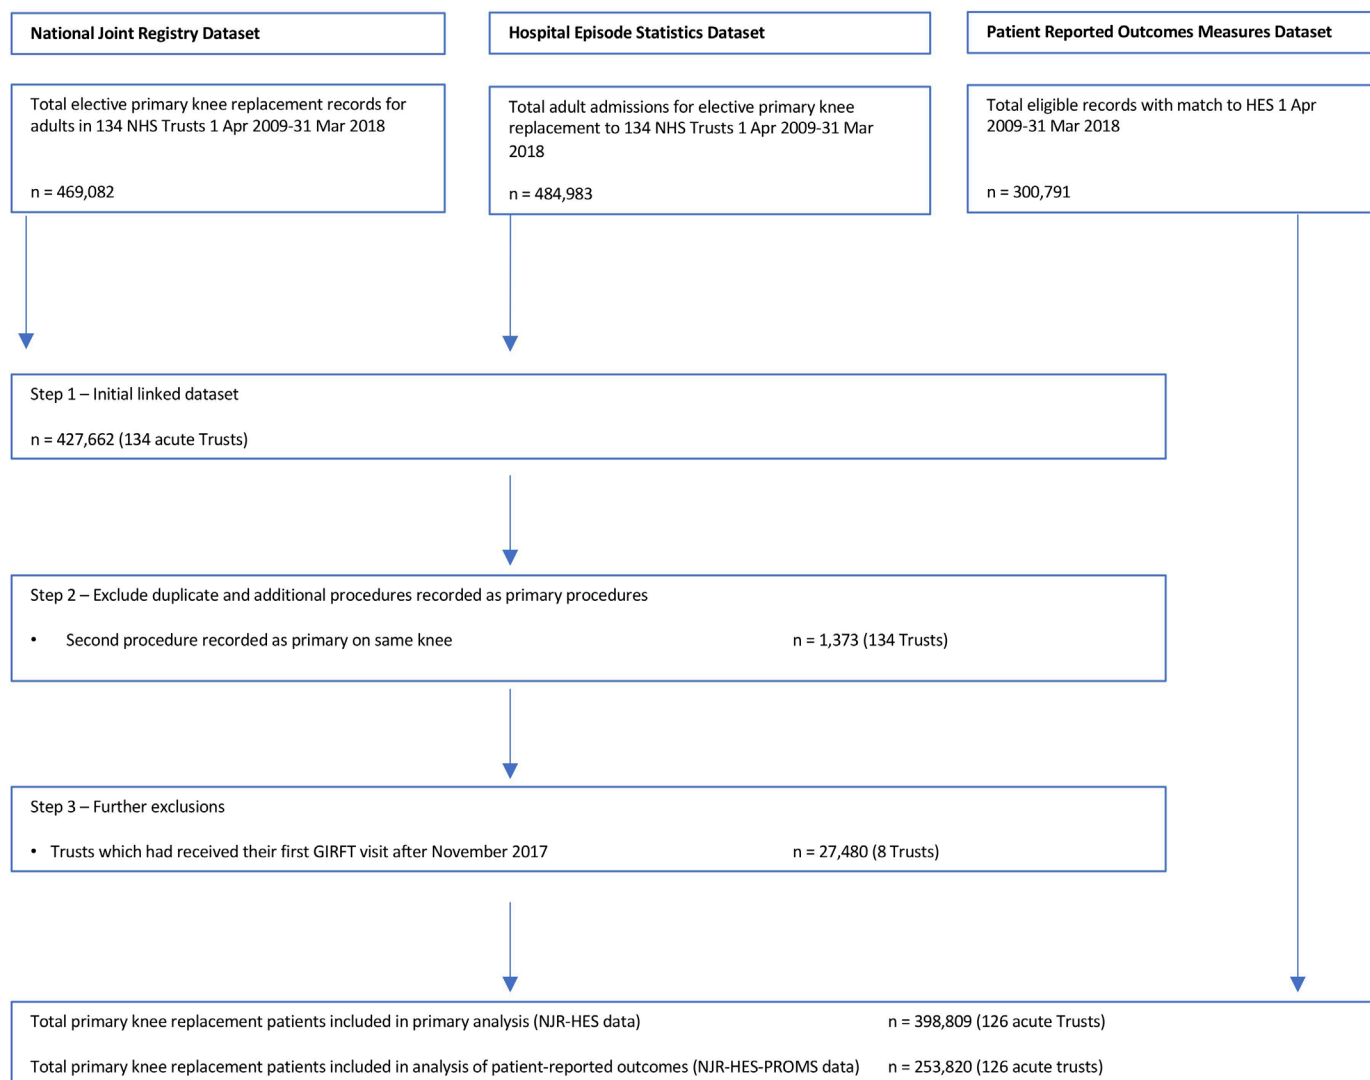 National Joint Registry Dataset
Hospital Episode Statistics Dataset
Patient Reported Outcomes Measures Dataset
Total elective primary knee replacement records for
adults in 134 NHS Trusts 1 Apr 2009-31 Mar 2018
n = 469,082
Total adult admissions for elective primary knee
replacement to 134 NHS Trusts 1 Apr 2009-31 Mar
2018
n = 484,983
Total eligible records with match to HES 1 Apr
2009-31 Mar 2018
n = 300,791
Step 1 – Initial linked dataset
n = 427,662 (134 acute Trusts)
Step 2 – Exclude duplicate and additional procedures recorded as primary procedures
• Second procedure recorded as primary on same knee n = 1,373 (134 Trusts)
Step 3 – Further exclusions
• Trusts which had received their first GIRFT visit after November 2017 n = 27,480 (8 Trusts)
Total primary knee replacement patients included in primary analysis (NJR-HES data) n = 398,809 (126 acute Trusts)
Total primary knee replacement patients included in analysis of patient-reported outcomes (NJR-HES-PROMS data) n = 253,820 (126 acute trusts)